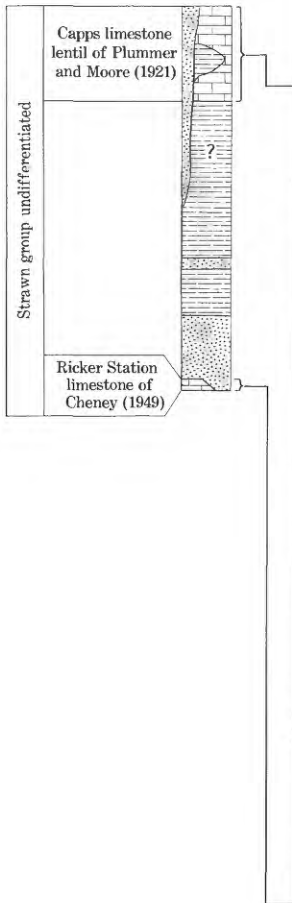 Strawn group undifferentiated
Capps limestone
lentil of Plummer
and Moore (1921)
?
Ricker Station
limestone of
Cheney (1949)